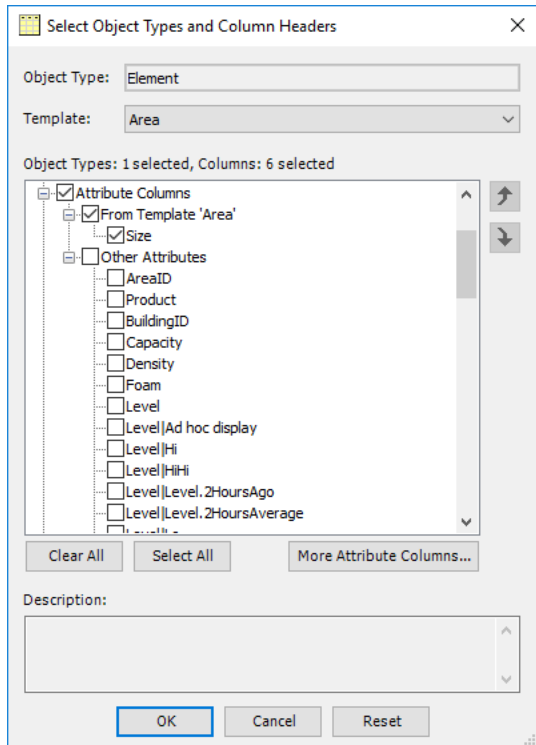 Select Object Types and Column Headers
Object Type: Element
Template: Area
Object Types: 1 selected, Columns: 6 selected
Attribute Columns
From Template 'Area'
Size
Other Attributes
AreaID
Product
BuildingID
Capacity
Density
Foam
Level
Level|Ad hoc display
Level|Hi
Level|HiHi
Level|Level.2HoursAgo
Level|Level.2HoursAverage
Clear All Select All More Attribute Columns...
Description:
OK Cancel Reset